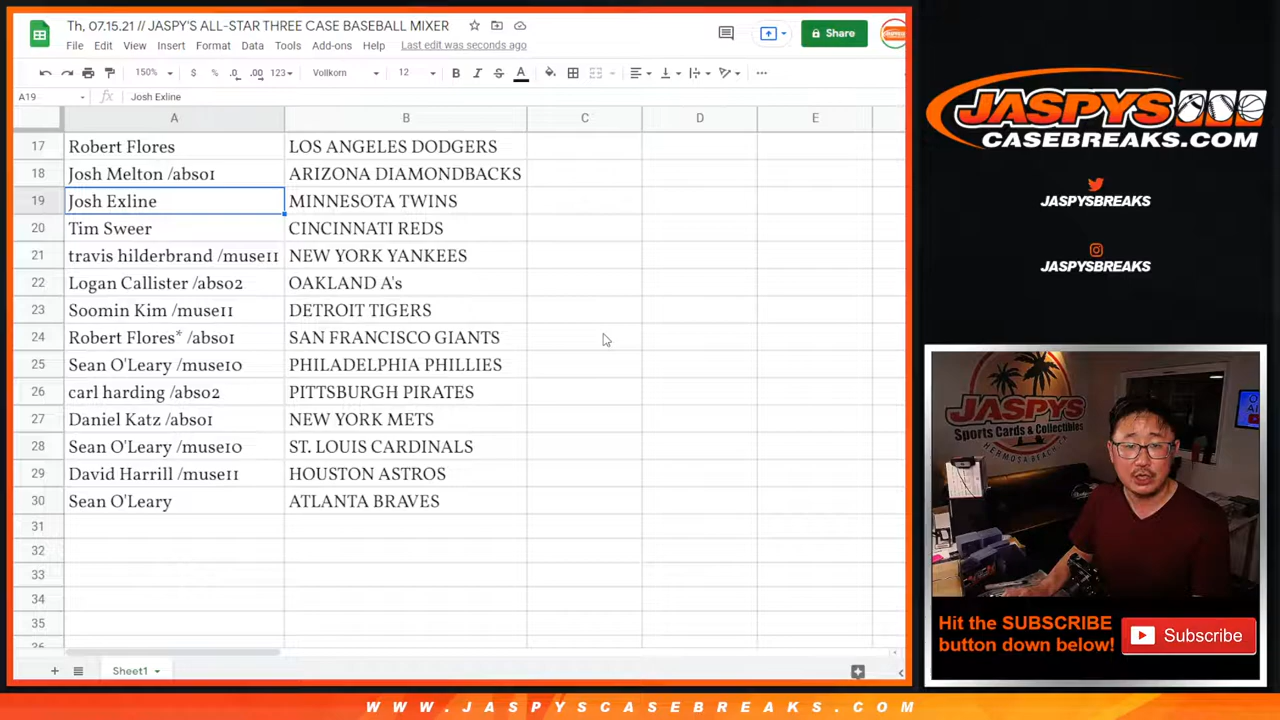 Th, 07.15.21 // JASPY'S ALL-STAR THREE CASE BASEBALL MIXER
File Edit View Insert Format Data Tools Add-ons Help Last edit was seconds ago
Share
150% $ % .0 .00 123 Vollkorn 12 B I S A
A19 fx Josh Exline
A B C D E
17 Robert Flores LOS ANGELES DODGERS
18 Josh Melton /abso1 ARIZONA DIAMONDBACKS
19 Josh Exline MINNESOTA TWINS
20 Tim Sweer CINCINNATI REDS
21 travis hilderbrand /muse11 NEW YORK YANKEES
22 Logan Callister /abso2 OAKLAND A's
23 Soomin Kim /muse11 DETROIT TIGERS
24 Robert Flores* /abso1 SAN FRANCISCO GIANTS
25 Sean O'Leary /muse10 PHILADELPHIA PHILLIES
26 carl harding /abso2 PITTSBURGH PIRATES
27 Daniel Katz /abso1 NEW YORK METS
28 Sean O'Leary /muse10 ST. LOUIS CARDINALS
29 David Harrill /muse11 HOUSTON ASTROS
30 Sean O'Leary ATLANTA BRAVES
31
32
33
34
35
Sheet1
JASPYS
CASEBREAKS.COM
JASPYSBREAKS
JASPYSBREAKS
JASPYS
Sports Cards & Collectibles
HERMOSA BEACH
Hit the SUBSCRIBE
button down below!
Subscribe
WWW.JASPYSCASEBREAKS.COM